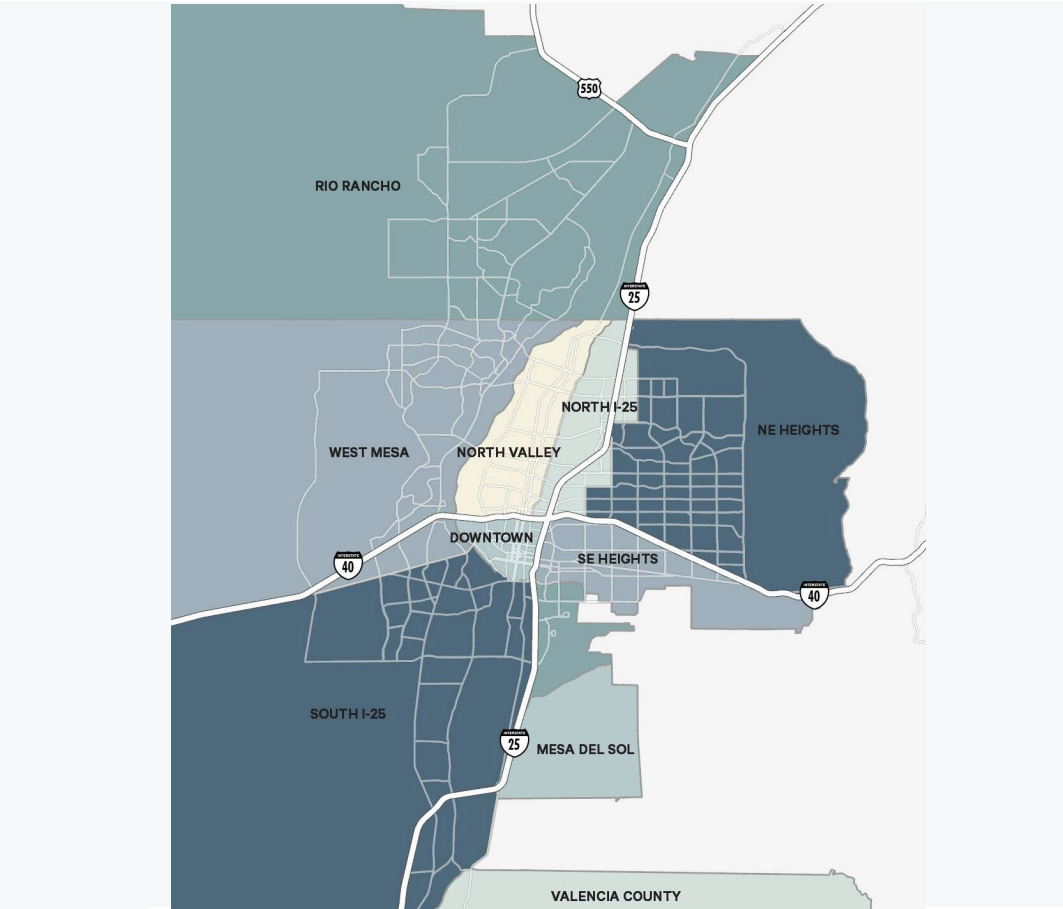 550
RIO RANCHO
INTERSTATE
25
NORTH I-25
NE HEIGHTS
WEST MESA
NORTH VALLEY
DOWNTOWN
SE HEIGHTS
INTERSTATE
40
INTERSTATE
40
SOUTH I-25
INTERSTATE
25
MESA DEL SOL
VALENCIA COUNTY